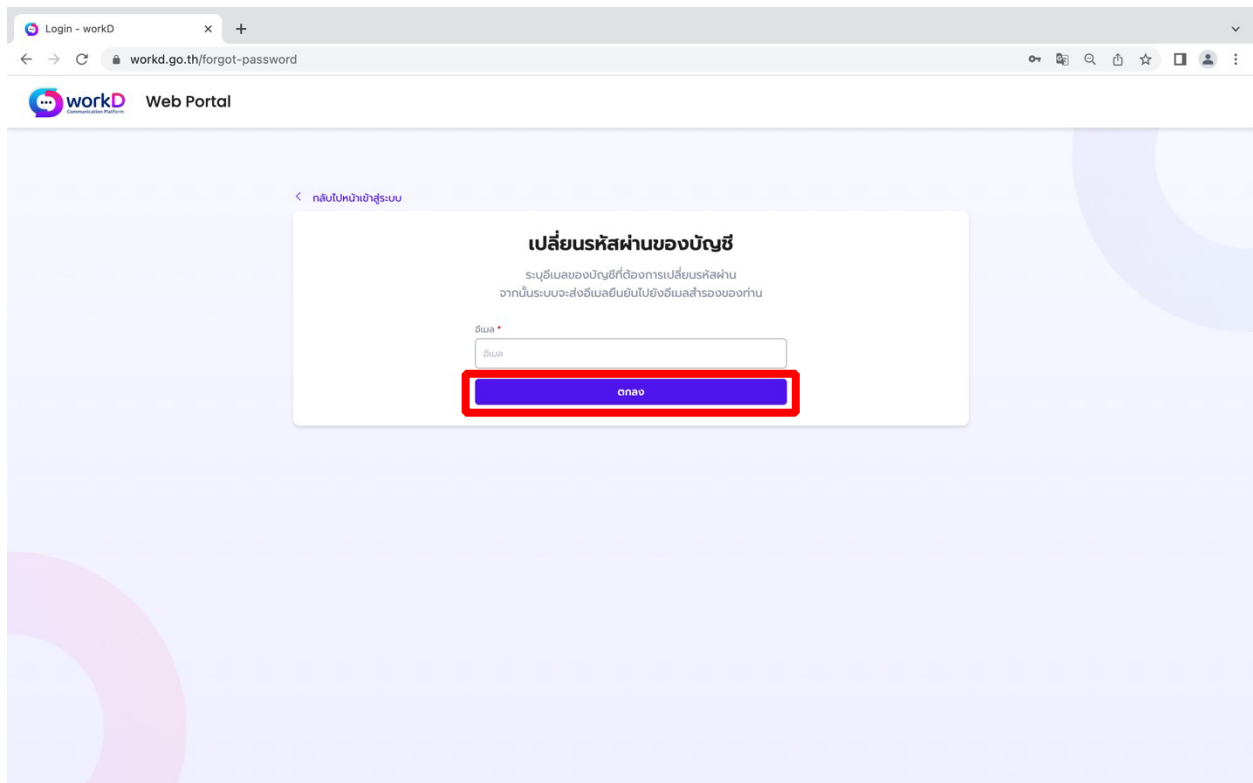 Login - workD
workd.go.th/forgot-password
workD
Communication Platform
Web Portal
กลับไปหน้าเข้าสู่ระบบ
เปลี่ยนรหัสผ่านของบัญชี
ระบุอีเมลของบัญชีที่ต้องการเปลี่ยนรหัสผ่าน
จากนั้นระบบจะส่งอีเมลยืนยันไปยังอีเมลสำรองของท่าน
อีเมล *
อีเมล
ตกลง